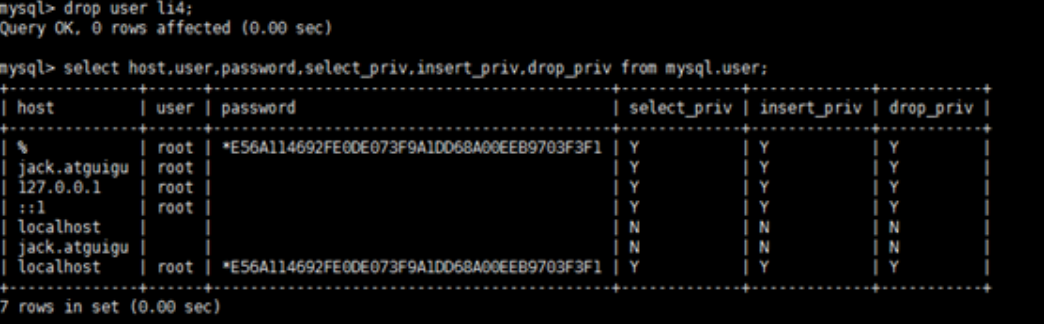 mysql> drop user li4;
Query OK, 0 rows affected (0.00 sec)
mysql> select host,user,password,select_priv,insert_priv,drop_priv from mysql.user;
| host | user | password | select_priv | insert_priv | drop_priv |
| % | root | *E56A114692FE0DE073F9A1DD68A00EEB9703F3F1 | Y | Y | Y |
| jack.atguigu | root | | Y | Y | Y |
| 127.0.0.1 | root | | Y | Y | Y |
| ::1 | root | | Y | Y | Y |
| localhost | | | N | N | N |
| jack.atguigu | | | N | N | N |
| localhost | root | *E56A114692FE0DE073F9A1DD68A00EEB9703F3F1 | Y | Y | Y |
7 rows in set (0.00 sec)